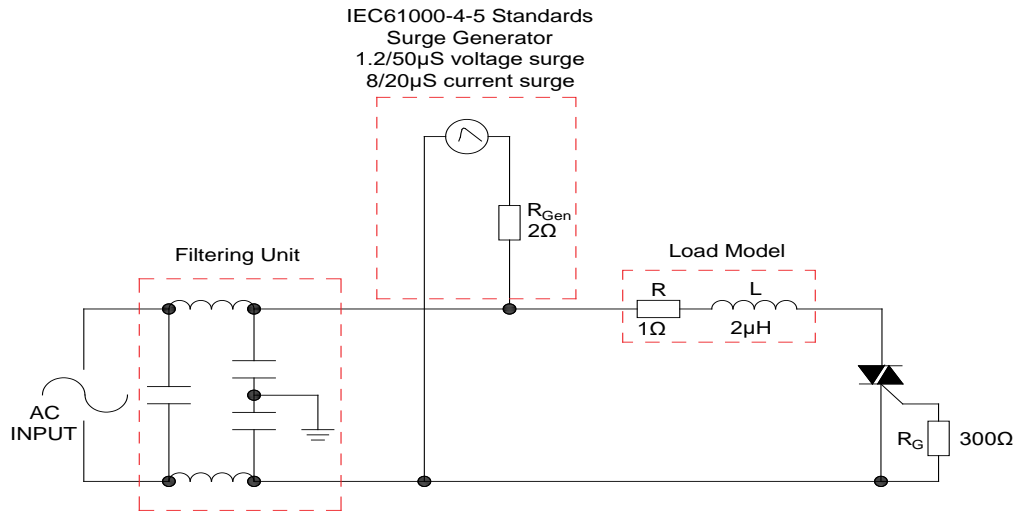 IEC61000-4-5 Standards
Surge Generator
1.2/50µS voltage surge
8/20µS current surge
RGen
2Ω
Filtering Unit
Load Model
R
L
1Ω
2µH
AC
INPUT
RG
300Ω